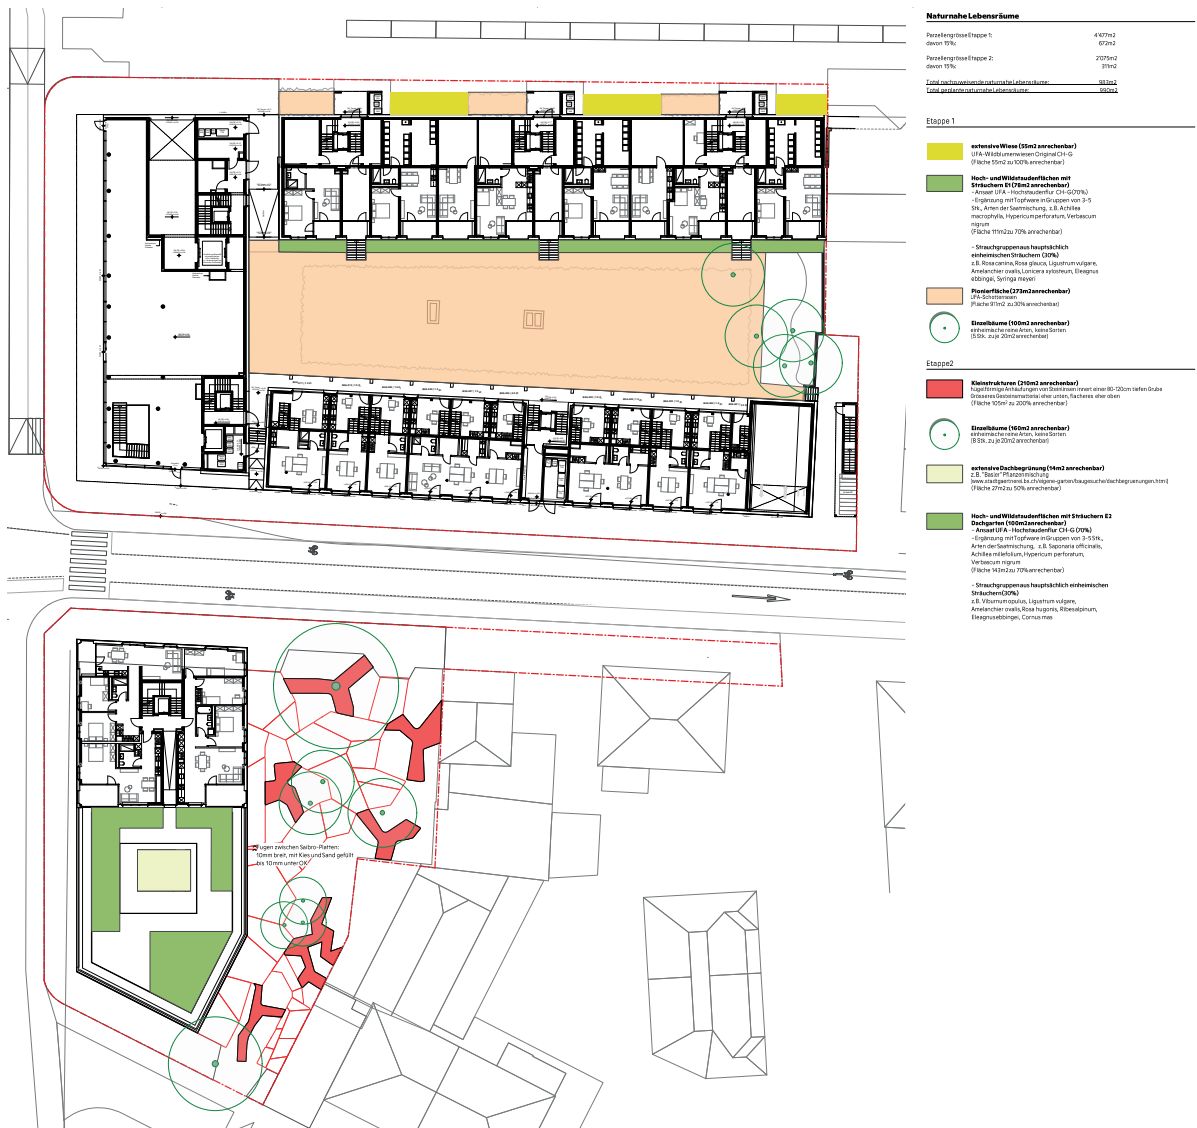 Naturnahe Lebensräume
Parzellengrösse Etappe 1: 4'477m2
davon 15%: 672m2
Parzellengrösse Etappe 2: 2'075m2
davon 15%: 311m2
Total nachzuweisende naturnahe Lebensräume: 983m2
Total geplante naturnahe Lebensräume: 990m2
Etappe 1
extensive Wiese (55m2 anrechenbar)
UFA-Wildblumenwiesen Original CH-G
(Fläche 55m2 zu 100% anrechenbar)
Hoch- und Wildstaudenfluren mit
Sträuchern E1 (78m2 anrechenbar)
- Ansaat UFA - Hochstaudenflur CH-G (70%)
- Ergänzung mit Topfware in Gruppen von 3-5
Stk., Arten der Saatmischung, z.B. Achillea
macrophylla, Hypericum perforatum, Verbascum
nigrum
(Fläche 111m2 zu 70% anrechenbar)
- Strauchgruppen aus hauptsächlich
einheimischen Sträuchern (30%)
z.B. Rosa canina, Rosa glauca, Ligustrum vulgare,
Amelanchier ovalis, Lonicera xylosteum, Eleagnus
ebbingei, Syringa meyeri
Pionierfläche (273m2 anrechenbar)
UFA-Schotterrasen
(Fläche 911m2 zu 30% anrechenbar)
Einzelbäume (100m2 anrechenbar)
einheimische reine Arten, keine Sorten
(5 Stk. zu je 20m2 anrechenbar)
Etappe2
Kleinstrukturen (210m2 anrechenbar)
hügelförmige Anhäufungen von Steinlinsen innert einer 80-120cm tiefen Grube
Grösseres Gesteinsmaterial eher unten, flacheres eher oben
(Fläche 105m² zu 200% anrechenbar)
Einzelbäume (160m2 anrechenbar)
einheimische reine Arten, keine Sorten
(8 Stk. zu je 20m2 anrechenbar)
extensive Dachbegrünung (14m2 anrechenbar)
z.B. "Basler" Pflanzenmischung
(www.stadtgaertnerei.bs.ch/eigene-garten/baugesuche/dachbegruenungen.html)
(Fläche 27m2 zu 50% anrechenbar)
Hoch- und Wildstaudenfluren mit Sträuchern E2
Dachgarten (100m2 anrechenbar)
- Ansaat UFA - Hochstaudenflur CH-G (70%)
- Ergänzung mit Topfware in Gruppen von 3-5 Stk.,
Arten der Saatmischung, z.B. Saponaria officinalis,
Achillea millefolium, Hypericum perforatum,
Verbascum nigrum
(Fläche 143m2 zu 70% anrechenbar)
- Strauchgruppen aus hauptsächlich einheimischen
Sträuchern (30%)
z.B. Viburnum opulus, Ligustrum vulgare,
Amelanchier ovalis, Rosa hugonis, Ribes alpinum,
Eleagnus ebbingei, Cornus mas
Fugen zwischen Saibro-Platten:
10mm breit, mit Kies und Sand gefüllt
bis 10mm unter OK